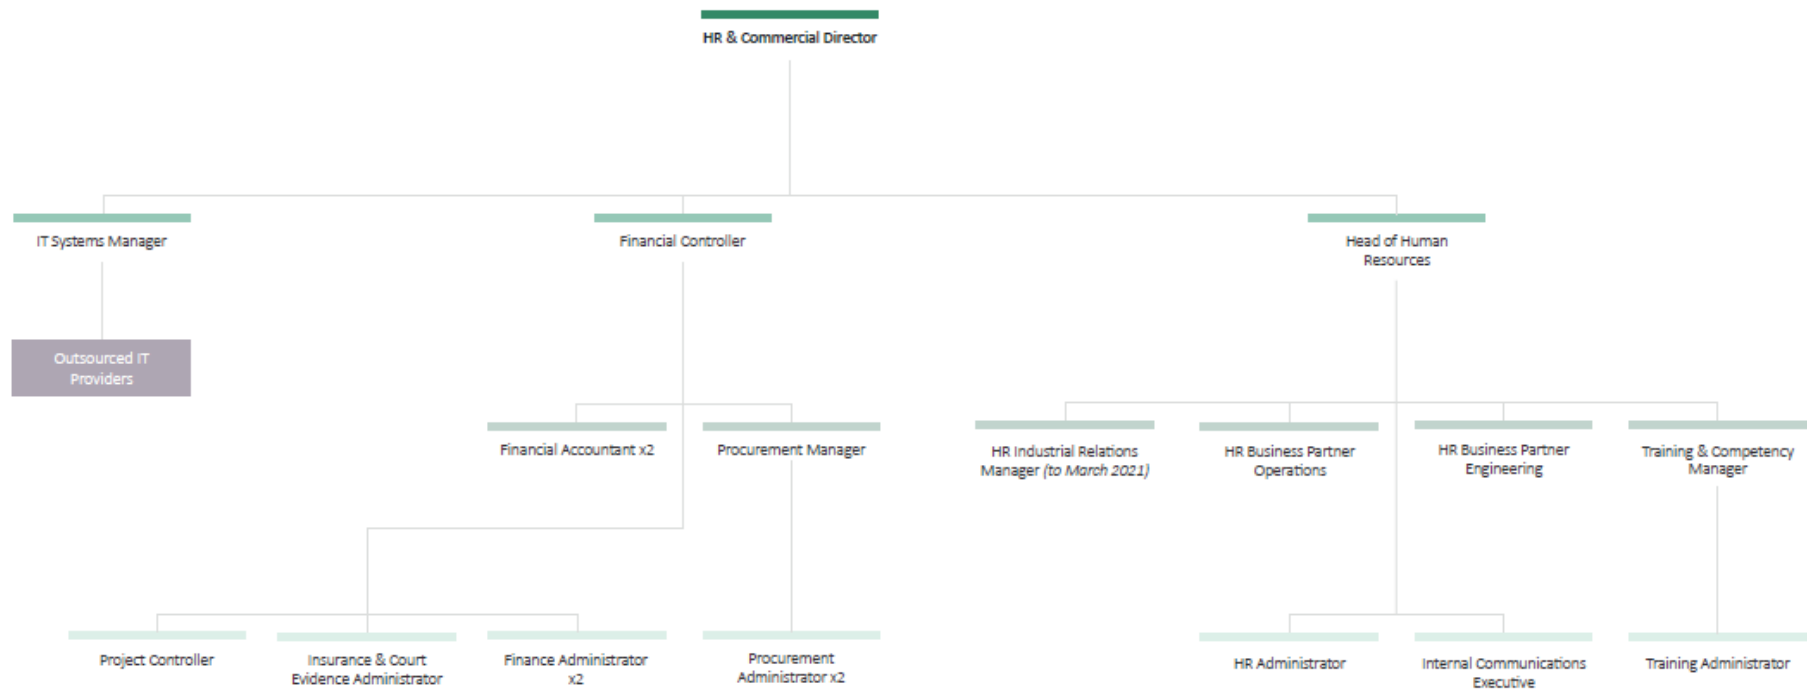 HR & Commercial Director
IT Systems Manager
Financial Controller
Head of Human
Resources
Outsourced IT
Providers
Financial Accountant x2
Procurement Manager
HR Industrial Relations
Manager (to March 2021)
HR Business Partner
Operations
HR Business Partner
Engineering
Training & Competency
Manager
Project Controller
Insurance & Court
Evidence Administrator
Finance Administrator
x2
Procurement
Administrator x2
HR Administrator
Internal Communications
Executive
Training Administrator